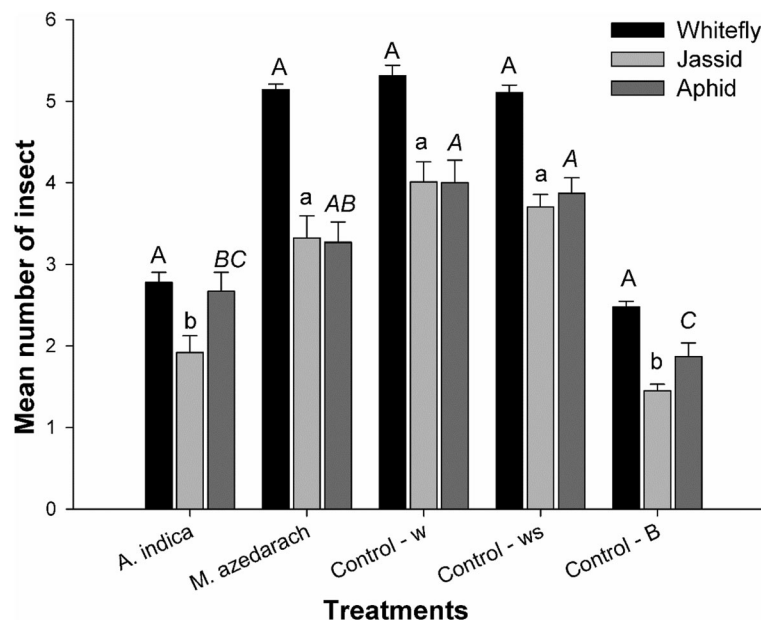 6
5
4
3
2
1
0
Mean number of insect
Whitefly
Jassid
Aphid
A b BC
A a AB
A a A
A a A
A b C
A. indica
M. azedarach
Control - w
Control - ws
Control - B
Treatments